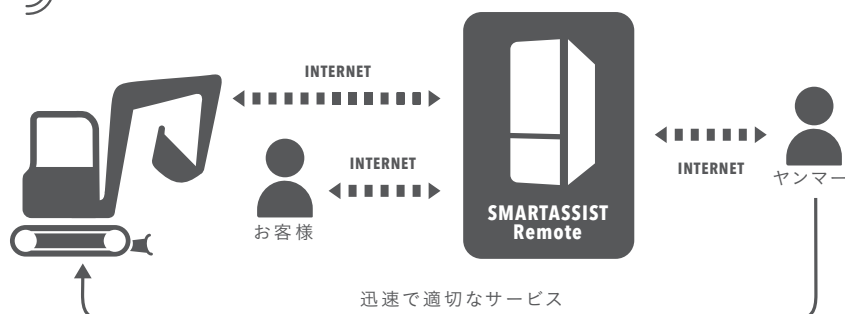 INTERNET
INTERNET
お客様
SMARTASSIST
Remote
INTERNET
ヤンマー
迅速で適切なサービス